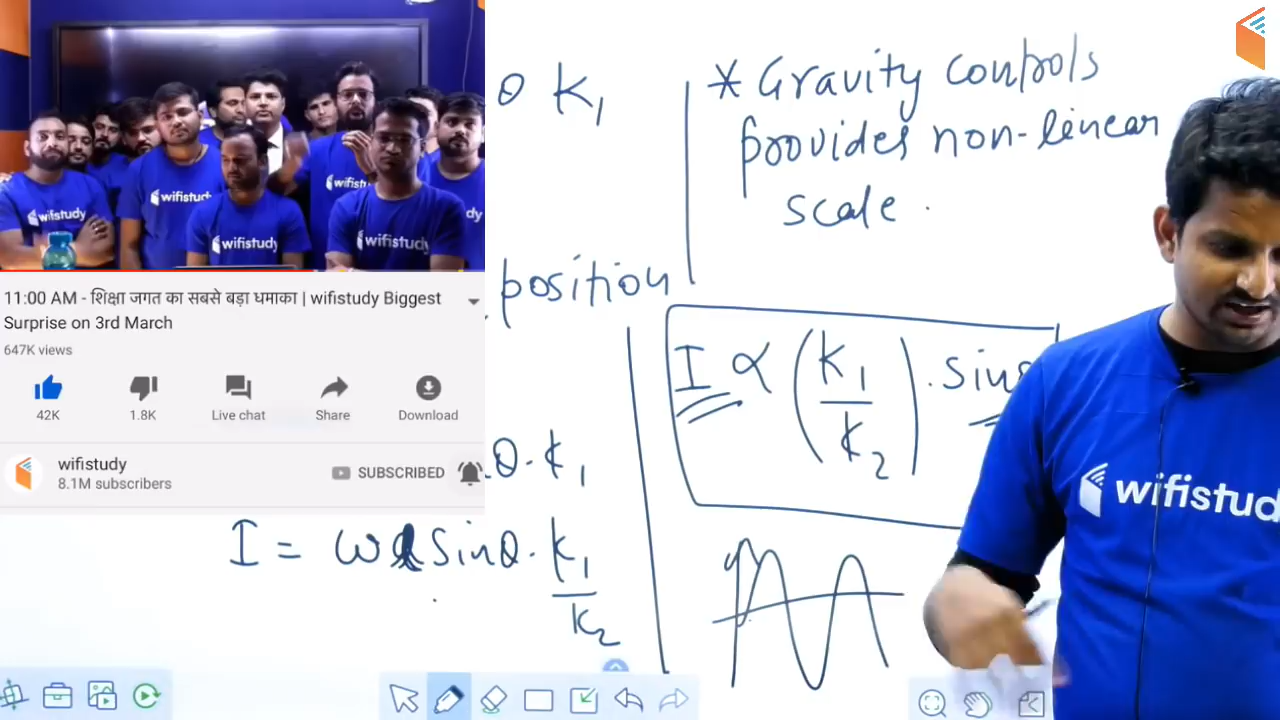 wifistudy
wifistudy
wifistudy
wifistudy
wifistudy
11:00 AM - शिक्षा जगत का सबसे बड़ा धमाका | wifistudy Biggest
Surprise on 3rd March
647K views
42K
1.8K
Live chat
Share
Download
wifistudy
8.1M subscribers
SUBSCRIBED
θ K₁
position
θ · K₁
I = wl sinθ · K₁/K₂
* Gravity controls
provides non-linear
scale .
I ∝ (K₁/K₂) . sin
wifistudy